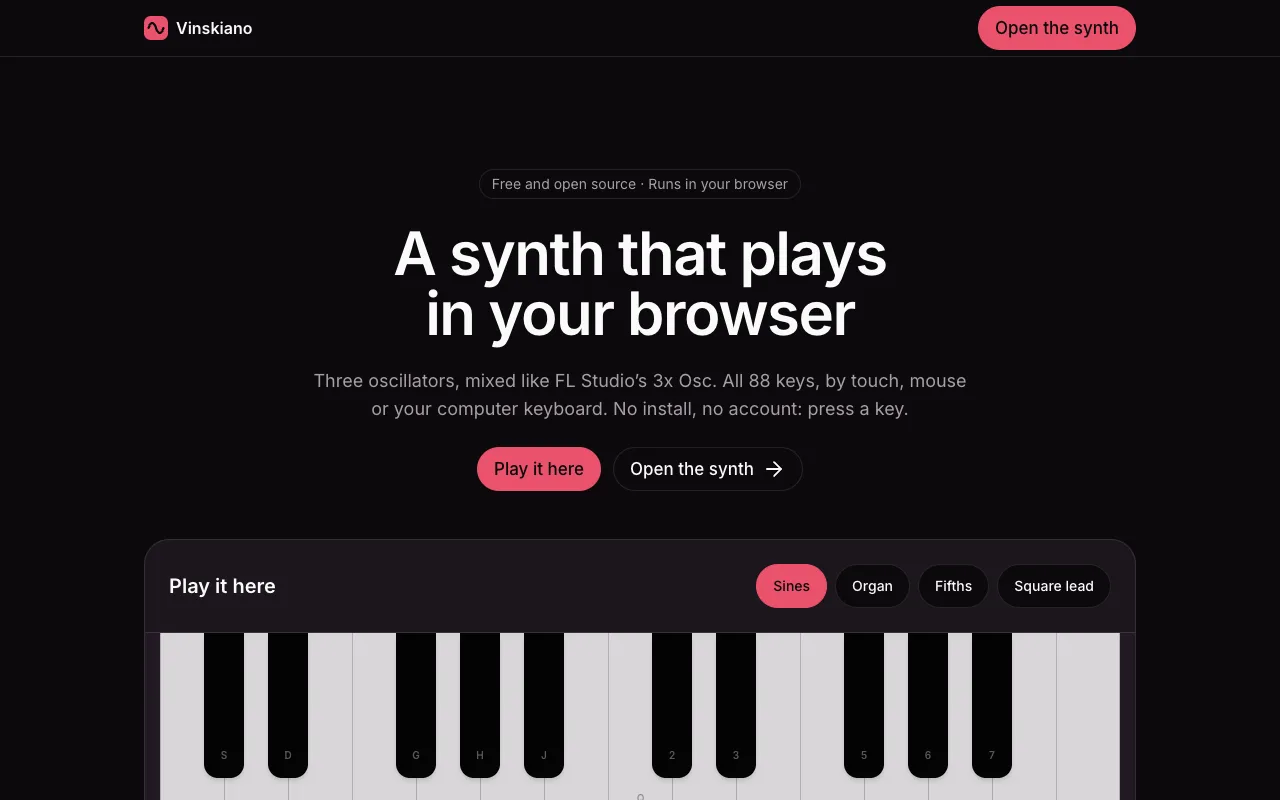 Vinskiano
Open the synth
Free and open source · Runs in your browser
A synth that plays
in your browser
Three oscillators, mixed like FL Studio’s 3x Osc. All 88 keys, by touch, mouse
or your computer keyboard. No install, no account: press a key.
Play it here
Open the synth
Play it here
Sines
Organ
Fifths
Square lead
S
D
G
H
J
2
3
5
6
7